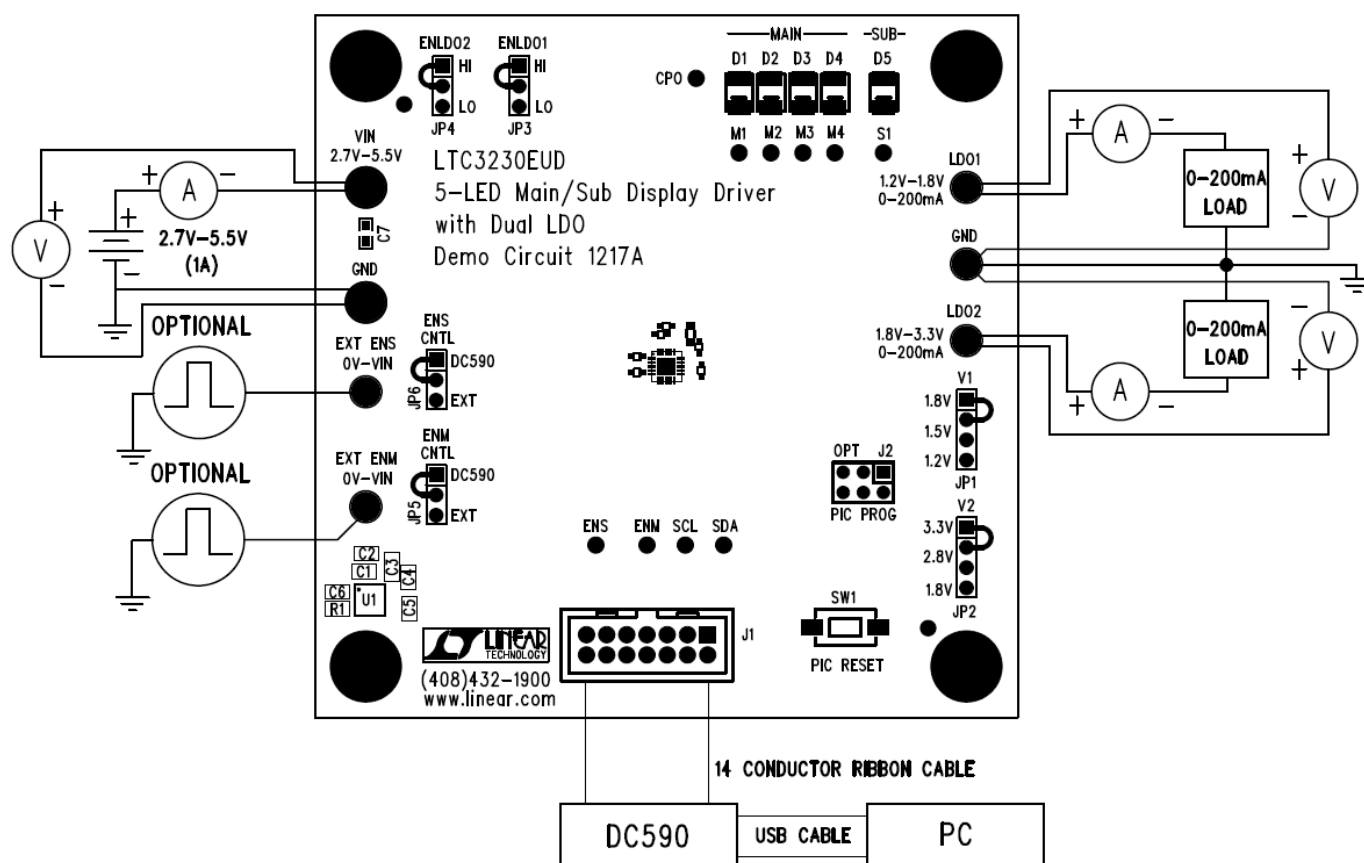 ENLDO2
HI
LO
JP4
ENLDO1
HI
LO
JP3
CPO
MAIN
D1 D2 D3 D4
M1 M2 M3 M4
SUB
D5
S1
VIN
2.7V-5.5V
LTC3230EUD
5-LED Main/Sub Display Driver
with Dual LDO
Demo Circuit 1217A
C7
GND
+ A -
+
V
-
+
-
2.7V-5.5V
(1A)
OPTIONAL
EXT ENS
0V-VIN
ENS
CNTL
DC590
EXT
JP6
OPTIONAL
EXT ENM
0V-VIN
ENM
CNTL
DC590
EXT
JP5
LDO1
1.2V-1.8V
0-200mA
+ A -
0-200mA
LOAD
+
V
-
GND
LDO2
1.8V-3.3V
0-200mA
+ A -
0-200mA
LOAD
-
V
+
V1
1.8V
1.5V
1.2V
JP1
OPT J2
PIC PROG
V2
3.3V
2.8V
1.8V
JP2
ENS ENM SCL SDA
C2
C1
C3
C4
C6
R1
U1
C5
LINEAR
TECHNOLOGY
(408)432-1900
www.linear.com
J1
SW1
PIC RESET
14 CONDUCTOR RIBBON CABLE
DC590
USB CABLE
PC